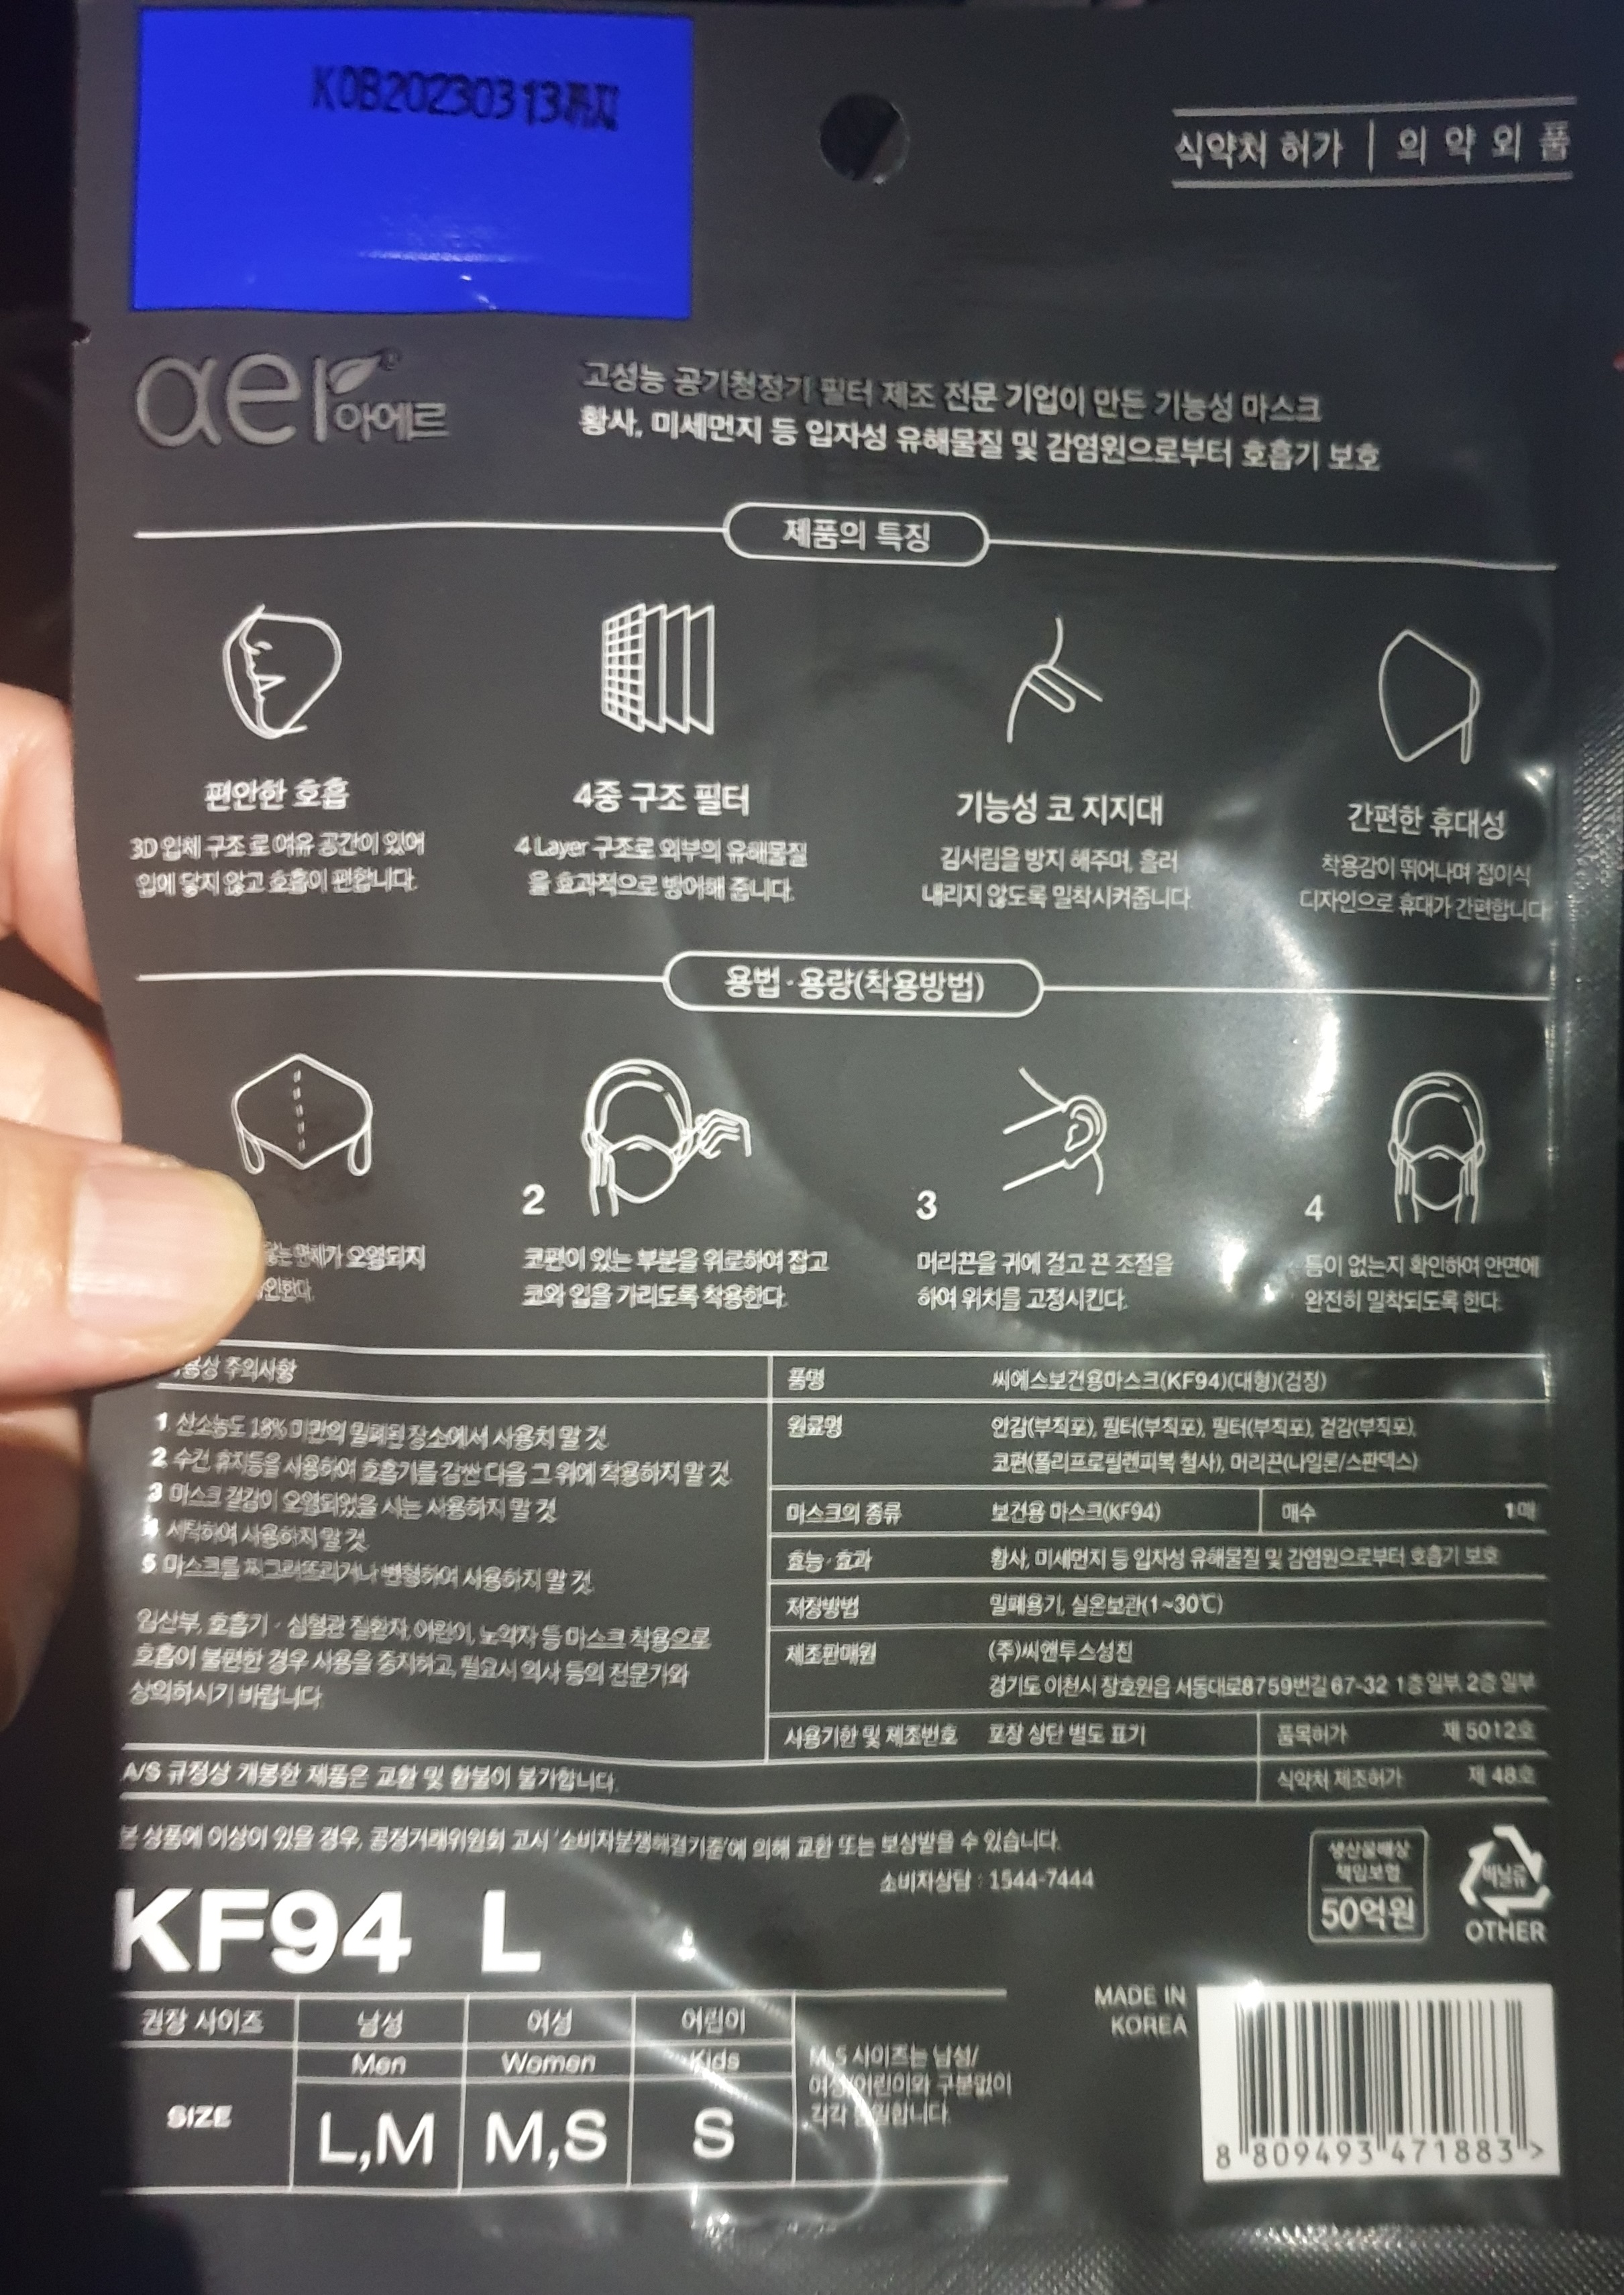 K0B20230313까지
식약처 허가 | 의약외품
aer 아에르
고성능 공기청정기 필터 제조 전문 기업이 만든 기능성 마스크
황사, 미세먼지 등 입자성 유해물질 및 감염원으로부터 호흡기 보호
제품의 특징
편안한 호흡
3D 입체 구조로 여유 공간이 있어
입에 닿지 않고 호흡이 편합니다.
4중 구조 필터
4 Layer 구조로 외부의 유해물질
을 효과적으로 방어해 줍니다.
기능성 코 지지대
김서림을 방지 해주며, 흘러
내리지 않도록 밀착시켜줍니다.
간편한 휴대성
착용감이 뛰어나며 접이식
디자인으로 휴대가 간편합니다
용법·용량(착용방법)
닿는 면체가 오염되지
2
코편이 있는 부분을 위로하여 잡고
코와 입을 가리도록 착용한다.
3
머리끈을 귀에 걸고 끈 조절을
하여 위치를 고정시킨다.
4
틈이 없는지 확인하여 안면에
완전히 밀착되도록 한다.
주의사항
1 산소농도 18% 미만의 밀폐된 장소에서 사용치 말 것
2 수건 휴지등을 사용하여 호흡기를 감싼 다음 그 위에 착용하지 말 것
3 마스크 겉감이 오염되었을 시는 사용하지 말 것
4 세탁하여 사용하지 말 것
5 마스크를 찌그러뜨리거나 변형하여 사용하지 말 것
임산부, 호흡기·심혈관 질환자, 어린이, 노약자 등 마스크 착용으로
호흡이 불편한 경우 사용을 중지하고, 필요시 의사 등의 전문가와
상의하시기 바랍니다
품명 씨에스보건용마스크(KF94)(대형)(검정)
원료명 안감(부직포), 필터(부직포), 필터(부직포), 겉감(부직포),
코편(폴리프로필렌피복 철사), 머리끈(나일론/스판덱스)
마스크의 종류 보건용 마스크(KF94) 매수 1매
효능·효과 황사, 미세먼지 등 입자성 유해물질 및 감염원으로부터 호흡기 보호
저장방법 밀폐용기, 실온보관(1~30℃)
제조판매원 (주)씨앤투스성진
경기도 이천시 장호원읍 서동대로8759번길 67-32 1층 일부, 2층 일부
사용기한 및 제조번호 포장 상단 별도 표기 품목허가 제 5012호
식약처 제조허가 제 48호
A/S 규정상 개봉한 제품은 교환 및 환불이 불가합니다.
본 상품에 이상이 있을 경우, 공정거래위원회 고시 '소비자분쟁해결기준'에 의해 교환 또는 보상받을 수 있습니다.
소비자상담 : 1544-7444
생산물배상
책임보험
50억원
비닐류
OTHER
KF94 L
권장 사이즈 남성 여성 어린이
Men Women Kids
SIZE L,M M,S S
M,S 사이즈는 남성/
여성/어린이와 구분없이
각각 합니다.
MADE IN
KOREA
8 809493 471883 >